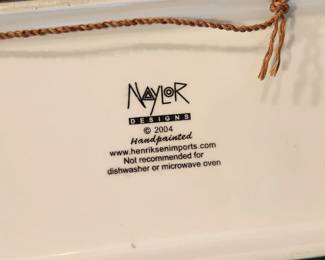 NAYLOR
DESIGNS
© 2004
Handpainted
www.henriksenimports.com
Not recommended for
dishwasher or microwave oven